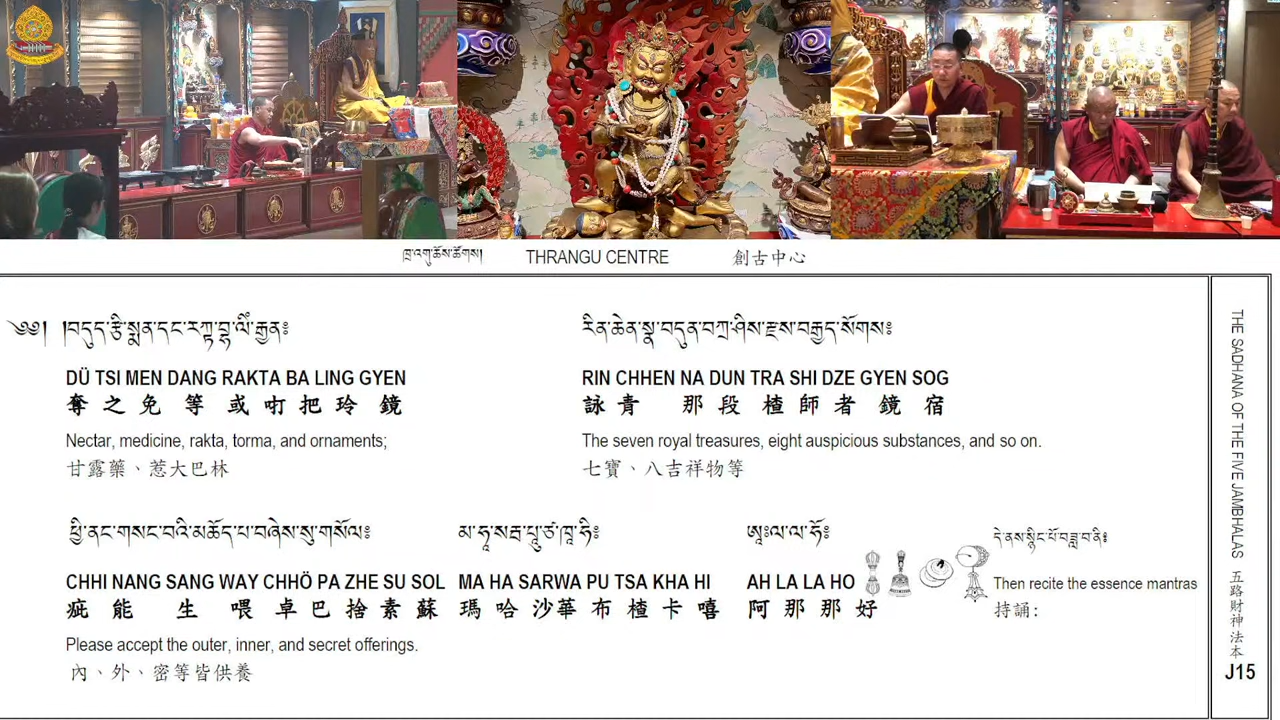 ཁྲ་འགུ་ཆོས་ཚོགས། THRANGU CENTRE 創古中心
༄༅། །བདུད་རྩི་སྨན་དང་རཀྟ་བྷ་ལིཾ་རྒྱན༔ རིན་ཆེན་སྣ་བདུན་བཀྲ་ཤིས་རྫས་བརྒྱད་སོགས༔
DÜ TSI MEN DANG RAKTA BA LING GYEN RIN CHHEN NA DUN TRA SHI DZE GYEN SOG
奪之免 等 或叮把玲鏡 詠青 那段楂師者 鏡 宿
Nectar, medicine, rakta, torma, and ornaments; The seven royal treasures, eight auspicious substances, and so on.
甘露藥、惹大巴林 七寶、八吉祥物等
ཕྱི་ནང་གསང་བའི་མཆོད་པ་བཞེས་སུ་གསོལ༔ མ་ཧཱ་སརྦ་པཱུ་ཙཾ་ཁཱ་ཧི༔ ཨཱཿལ་ལ་ཧོ༔ དེ་ནས་སྙིང་པོ་བཟླ་བ་ནི༔
CHHI NANG SANG WAY CHHÖ PA ZHE SU SOL MA HA SARWA PU TSA KHA HI AH LA LA HO Then recite the essence mantras
疵 能 生 喂 卓巴捨素蘇 瑪哈沙華布楂卡嘻 阿那那好 持誦：
Please accept the outer, inner, and secret offerings.
內、外、密等皆供養
THE SADHANA OF THE FIVE JAMBHALAS 五路財神法本
J15